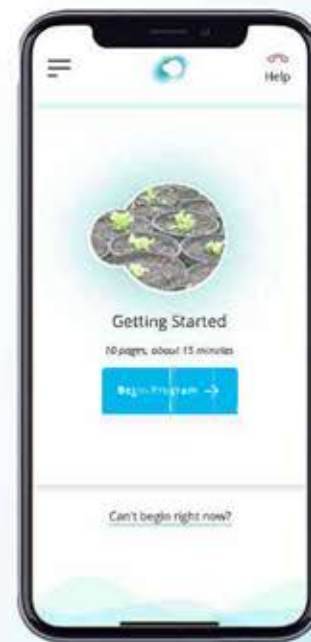 Help
Getting Started
10 pages, about 15 minutes
Begin Program →
Can't begin right now?